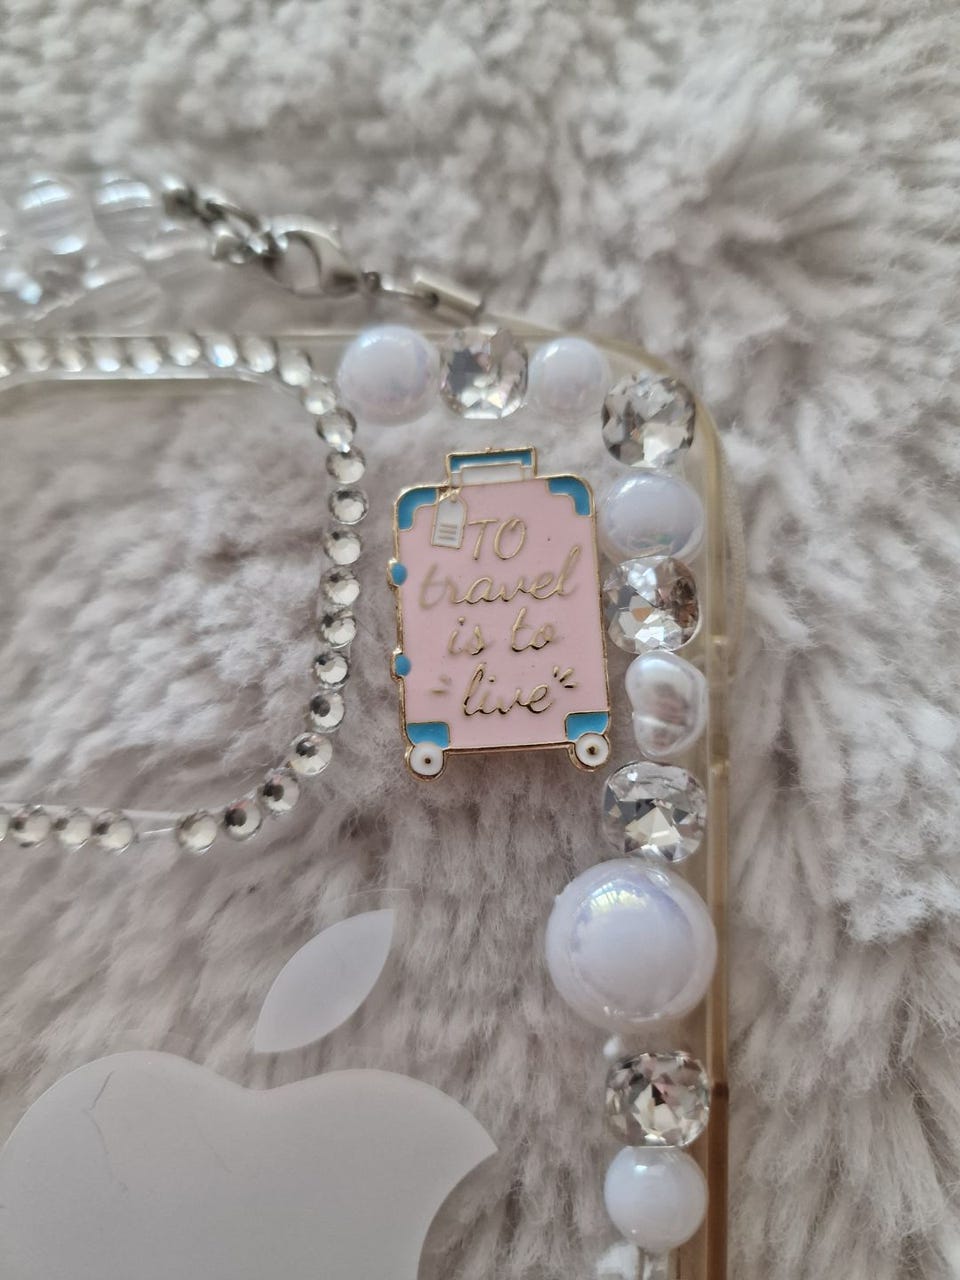 TO
travel
is to
live